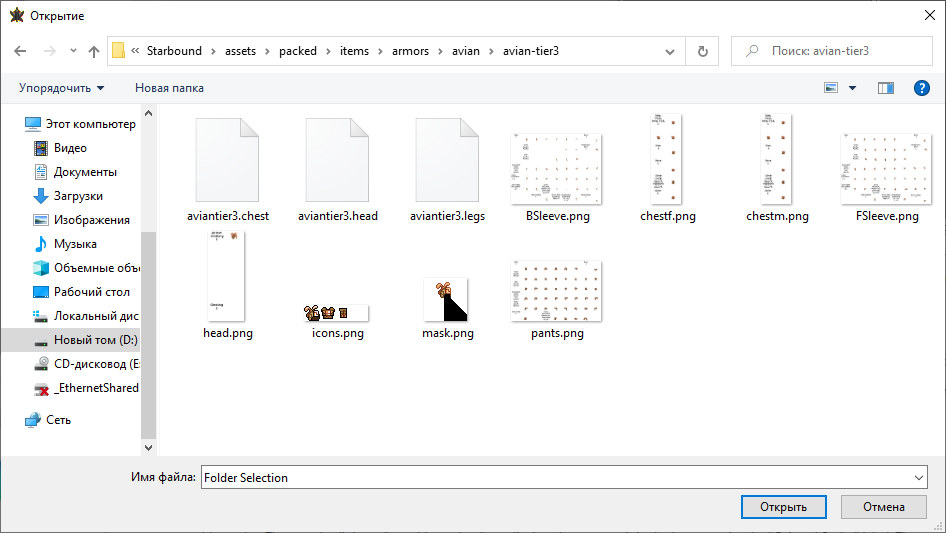 Открытие
« Starbound › assets › packed › items › armors › avian › avian-tier3
Поиск: avian-tier3
Упорядочить
Новая папка
Этот компьютер
Видео
Документы
Загрузки
Изображения
Музыка
Объемные объ
Рабочий стол
Локальный дис
Новый том (D:)
CD-дисковод (E
_EthernetShared
Сеть
aviantier3.chest
aviantier3.head
aviantier3.legs
BSleeve.png
chestf.png
chestm.png
FSleeve.png
head.png
icons.png
mask.png
pants.png
Имя файла:
Folder Selection
Открыть
Отмена